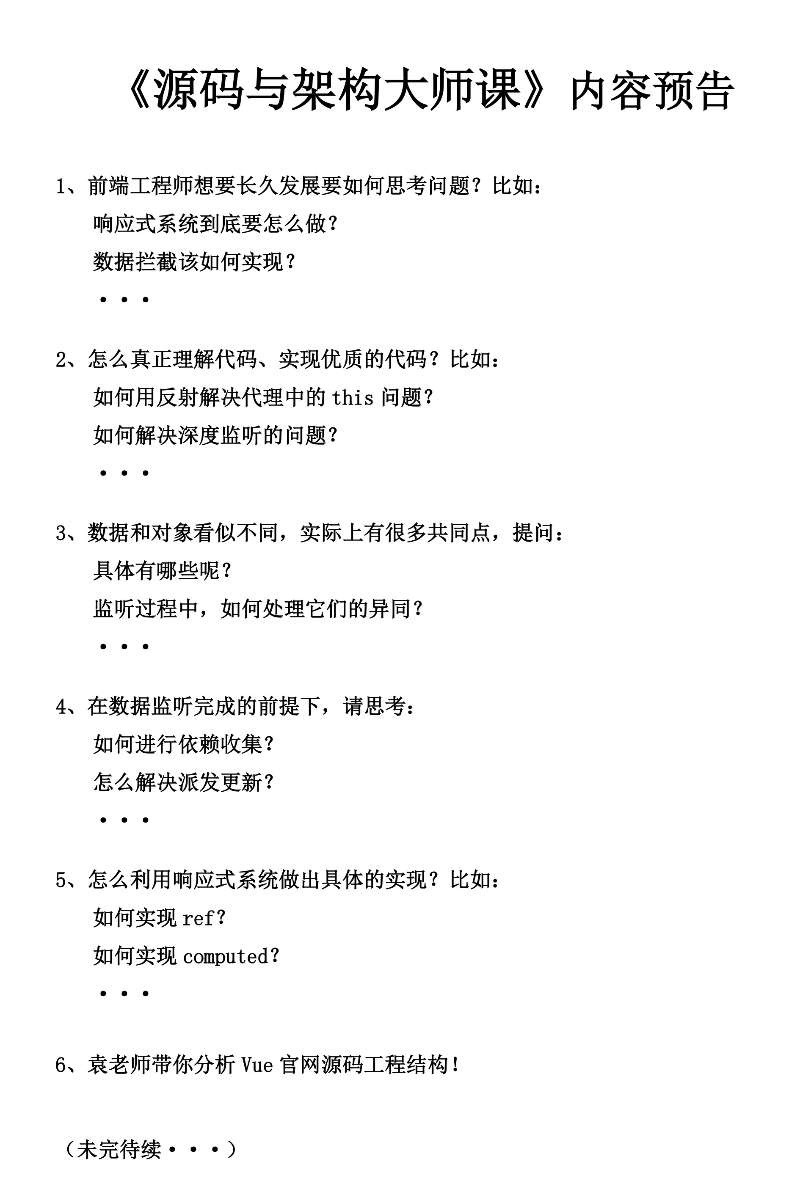 《源码与架构大师课》内容预告
1、前端工程师想要长久发展要如何思考问题？比如：
响应式系统到底要怎么做？
数据拦截该如何实现？
···
2、怎么真正理解代码、实现优质的代码？比如：
如何用反射解决代理中的 this 问题？
如何解决深度监听的问题？
···
3、数据和对象看似不同，实际上有很多共同点，提问：
具体有哪些呢？
监听过程中，如何处理它们的异同？
···
4、在数据监听完成的前提下，请思考：
如何进行依赖收集？
怎么解决派发更新？
···
5、怎么利用响应式系统做出具体的实现？比如：
如何实现 ref？
如何实现 computed？
···
6、袁老师带你分析 Vue 官网源码工程结构！
（未完待续···）